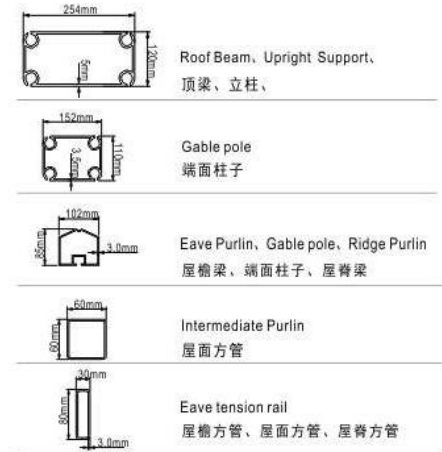 254mm
120mm
5mm
Roof Beam、Upright Support、
顶梁、立柱、
152mm
110mm
3.5mm
Gable pole
端面柱子
102mm
85mm
3.0mm
Eave Purlin、Gable pole、Ridge Purlin
屋檐梁、端面柱子、屋脊梁
60mm
60mm
Intermediate Purlin
屋面方管
30mm
80mm
3.0mm
Eave tension rail
屋檐方管、屋面方管、屋脊方管